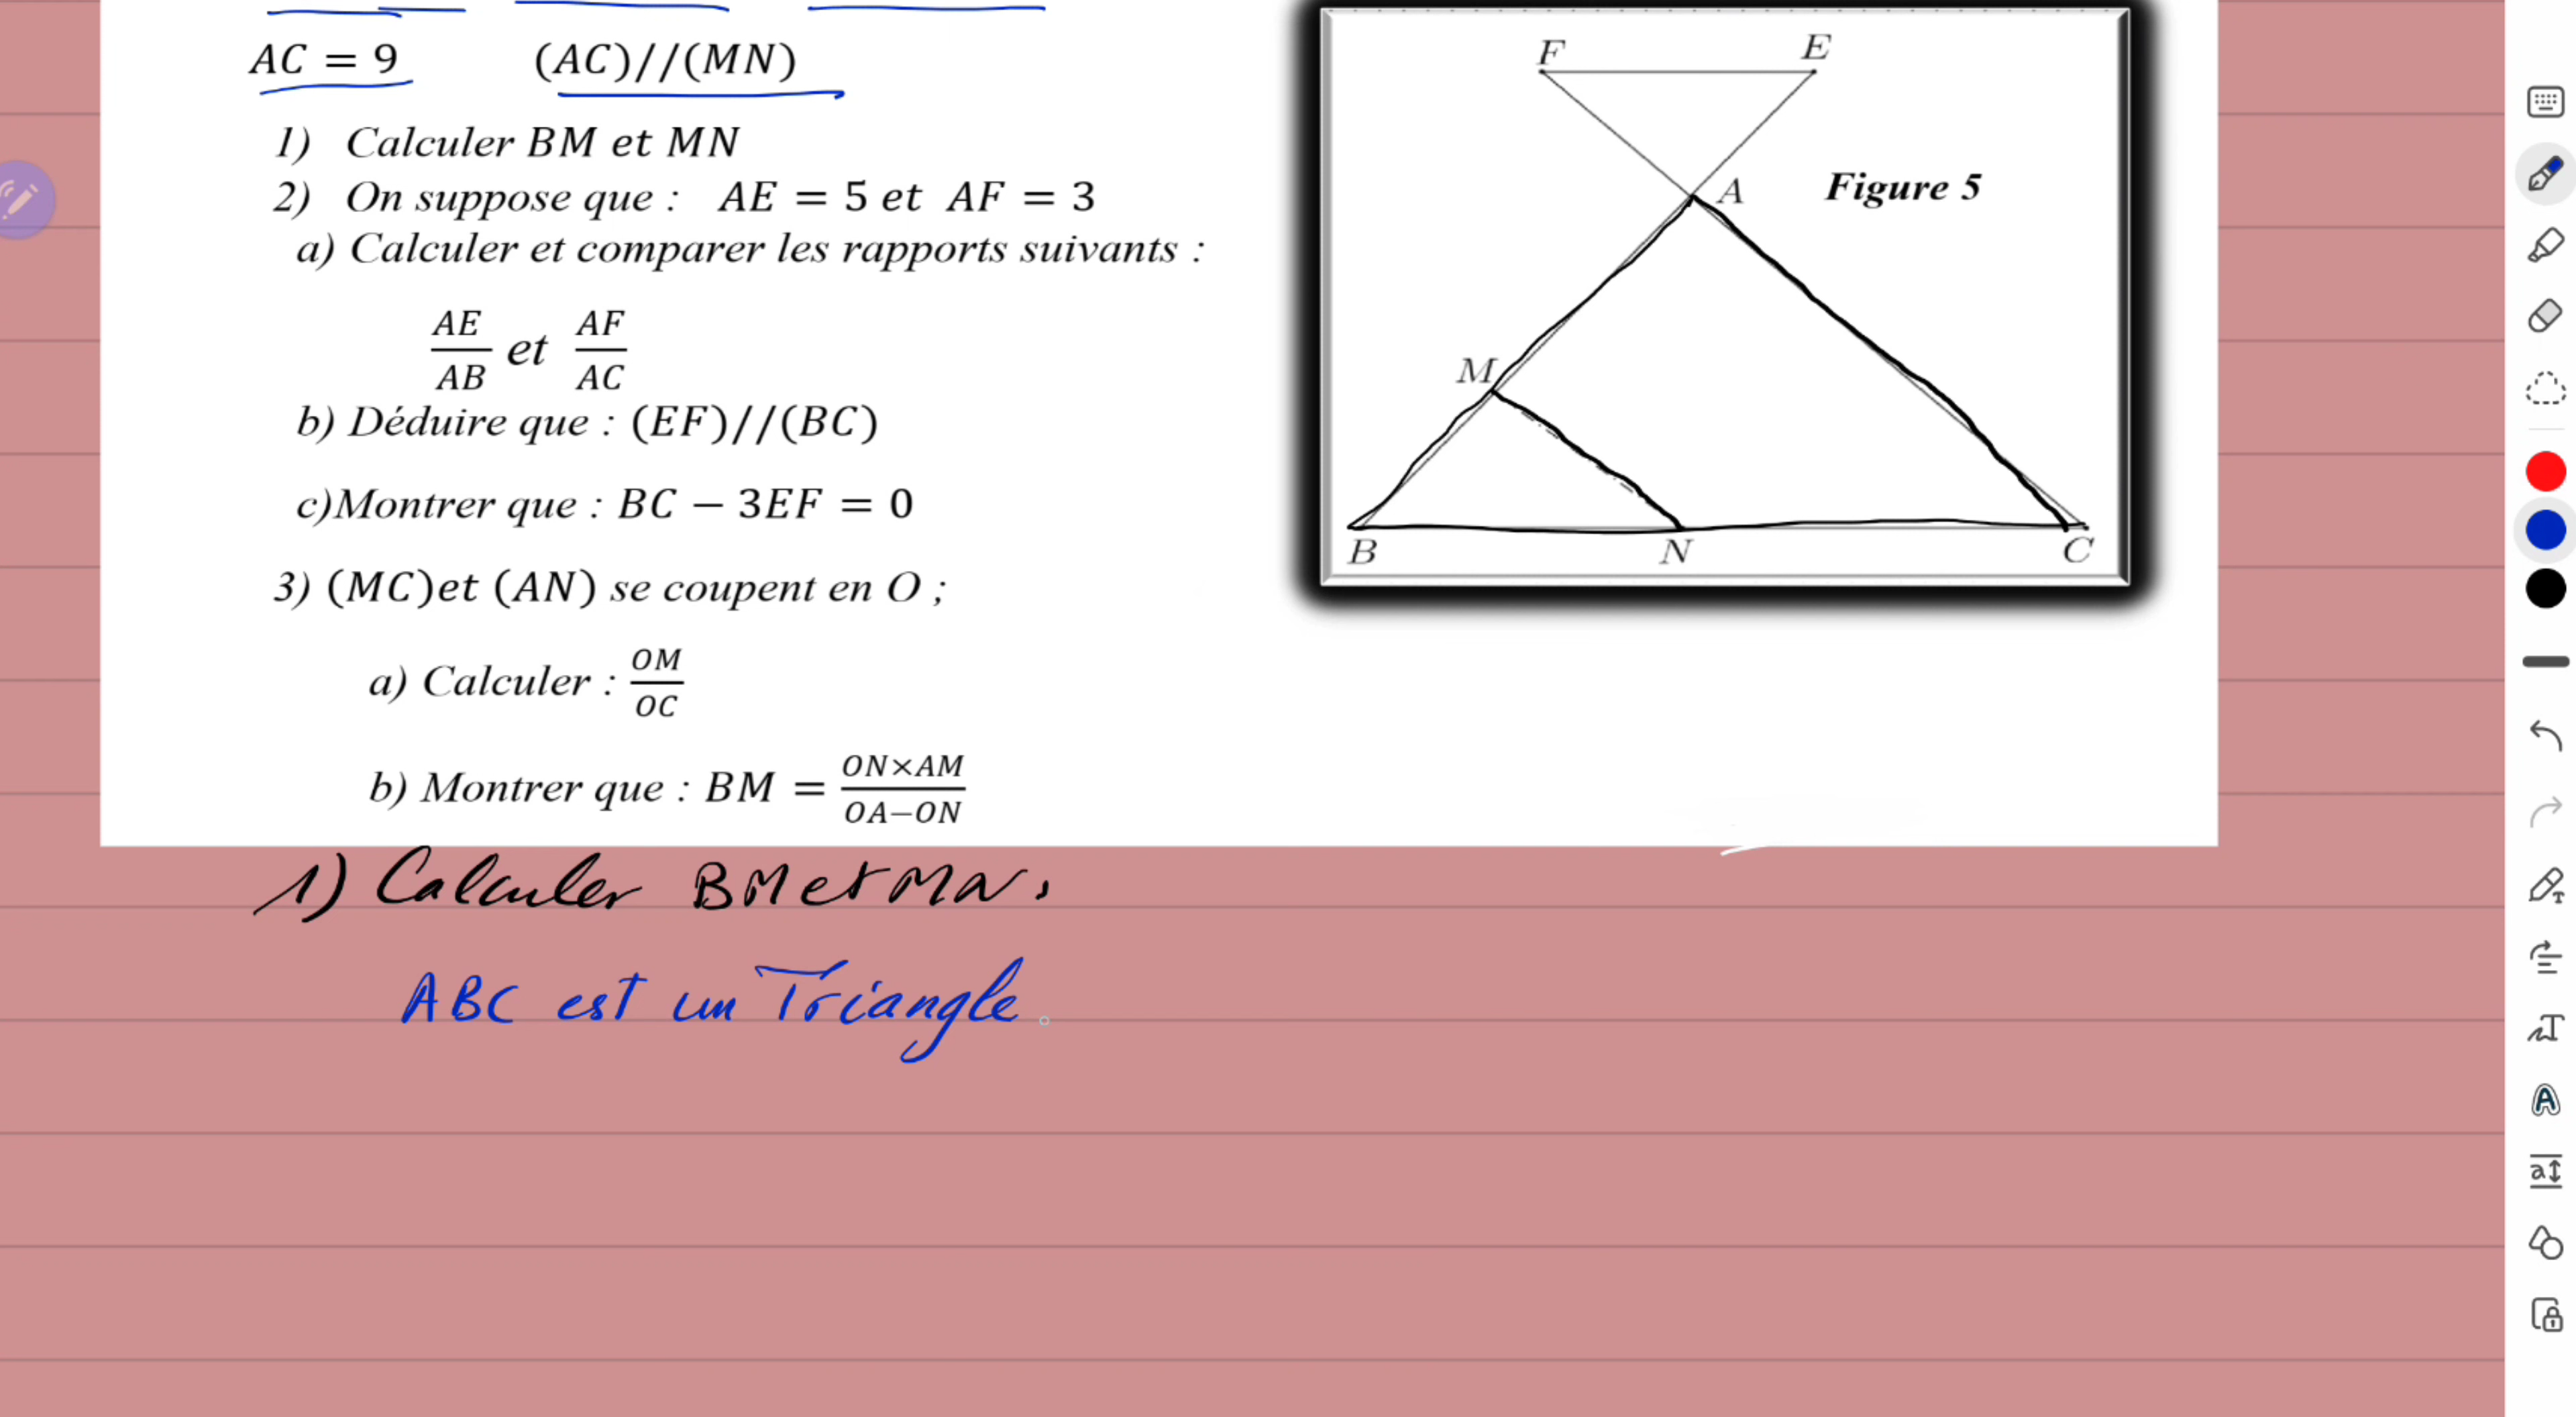 AC = 9 (AC)//(MN)
1) Calculer BM et MN
2) On suppose que : AE = 5 et AF = 3
a) Calculer et comparer les rapports suivants :
AE/AB et AF/AC
b) Déduire que : (EF)//(BC)
c)Montrer que : BC − 3EF = 0
3) (MC)et (AN) se coupent en O ;
a) Calculer : OM/OC
b) Montrer que : BM = ON×AM/OA−ON
F E
A Figure 5
M
B N C
1) Calculer BM et MN.
ABC est un Triangle.